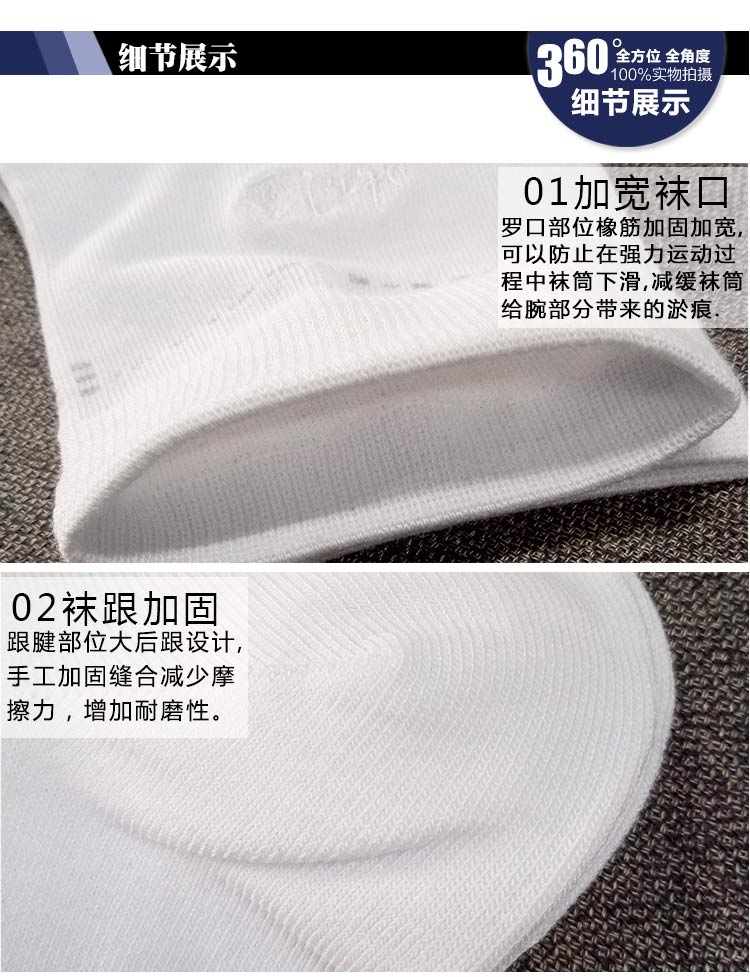 细节展示
360°
全方位 全角度
100%实物拍摄
细节展示
01加宽袜口
罗口部位橡筋加固加宽,
可以防止在强力运动过
程中袜筒下滑,减缓袜筒
给腕部分带来的淤痕.
02袜跟加固
跟腱部位大后跟设计,
手工加固缝合减少摩
擦力，增加耐磨性。